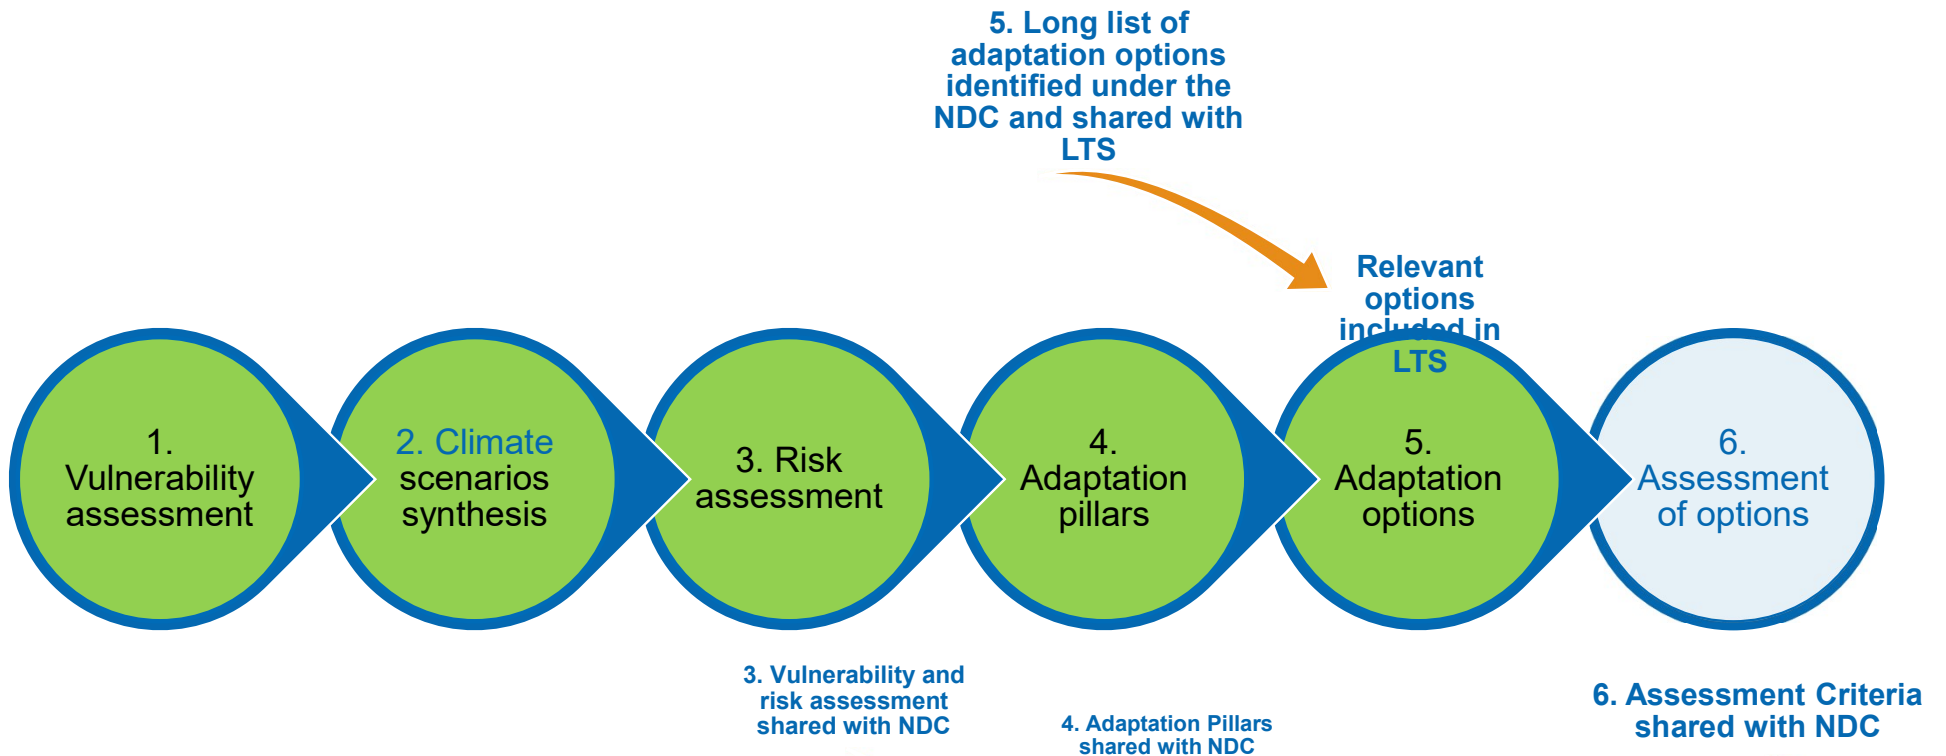 5. Long list of
adaptation options
identified under the
NDC and shared with
LTS
Relevant
options
included in
LTS
1.
Vulnerability
assessment
2. Climate
scenarios
synthesis
3. Risk
assessment
4.
Adaptation
pillars
5.
Adaptation
options
6.
Assessment
of options
3. Vulnerability and
risk assessment
shared with NDC
4. Adaptation Pillars
shared with NDC
6. Assessment Criteria
shared with NDC